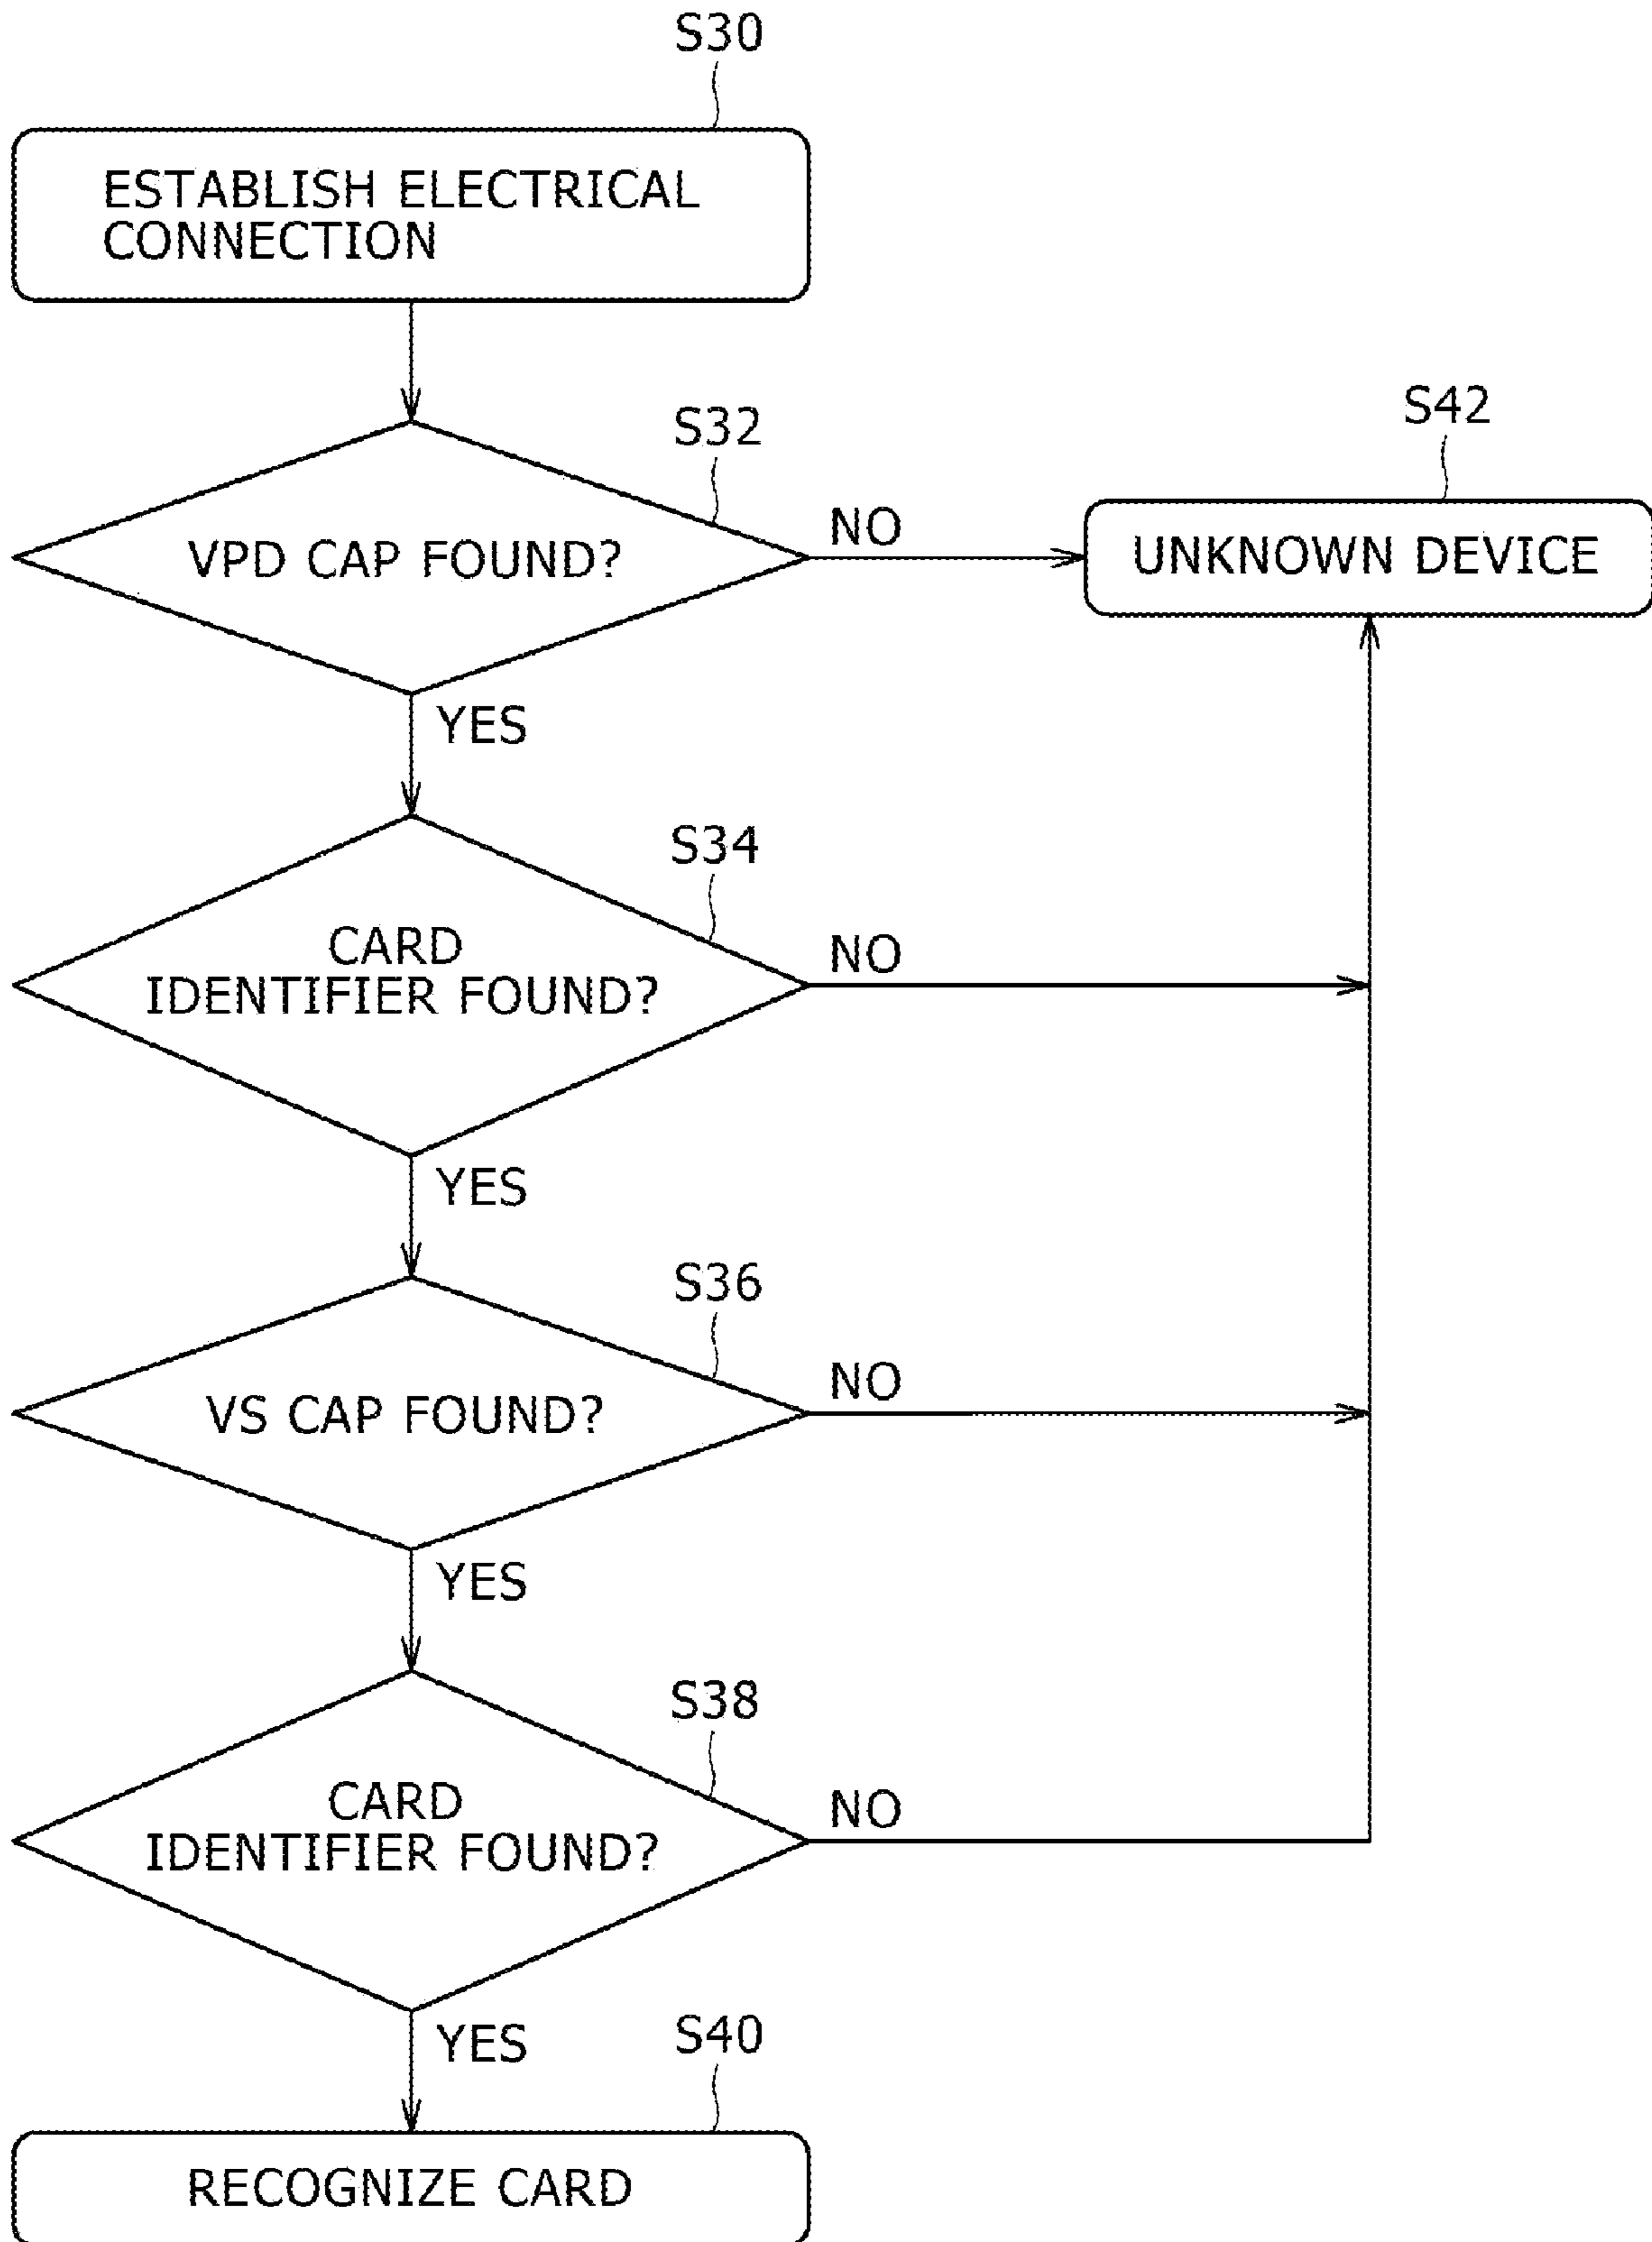 S30
ESTABLISH ELECTRICAL
CONNECTION
S32
S42
VPD CAP FOUND?
NO
UNKNOWN DEVICE
YES
S34
CARD
IDENTIFIER FOUND?
NO
YES
S36
VS CAP FOUND?
NO
YES
S38
CARD
IDENTIFIER FOUND?
NO
YES
S40
RECOGNIZE CARD